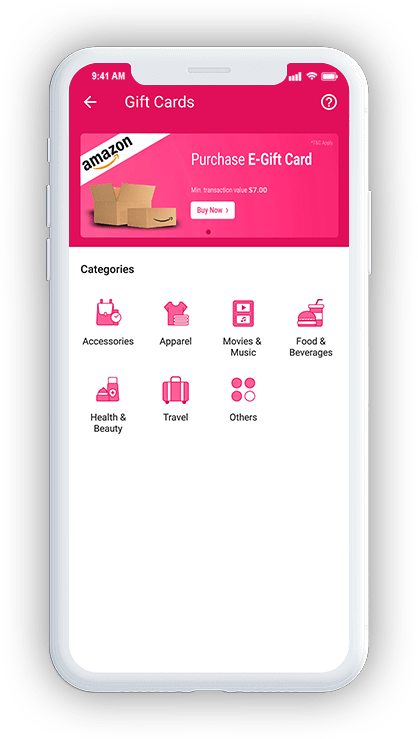 9:41 AM
Gift Cards
*T&C Apply
amazon
Purchase E-Gift Card
Min. transaction value $7.00
Buy Now ›
Categories
Accessories
Apparel
Movies &
Music
Food &
Beverages
Health &
Beauty
Travel
Others